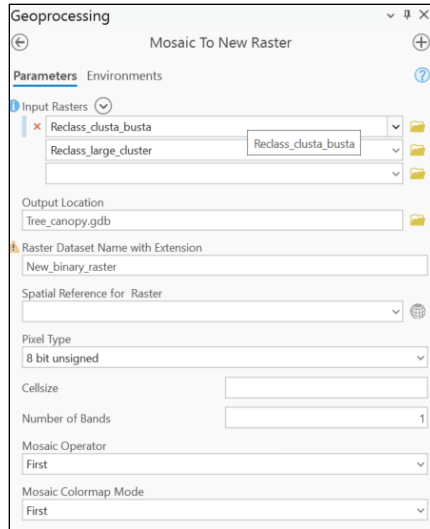 Geoprocessing
Mosaic To New Raster
Parameters Environments
Input Rasters
Reclass_clusta_busta
Reclass_clusta_busta
Reclass_large_cluster
Output Location
Tree_canopy.gdb
Raster Dataset Name with Extension
New_binary_raster
Spatial Reference for Raster
Pixel Type
8 bit unsigned
Cellsize
Number of Bands 1
Mosaic Operator
First
Mosaic Colormap Mode
First